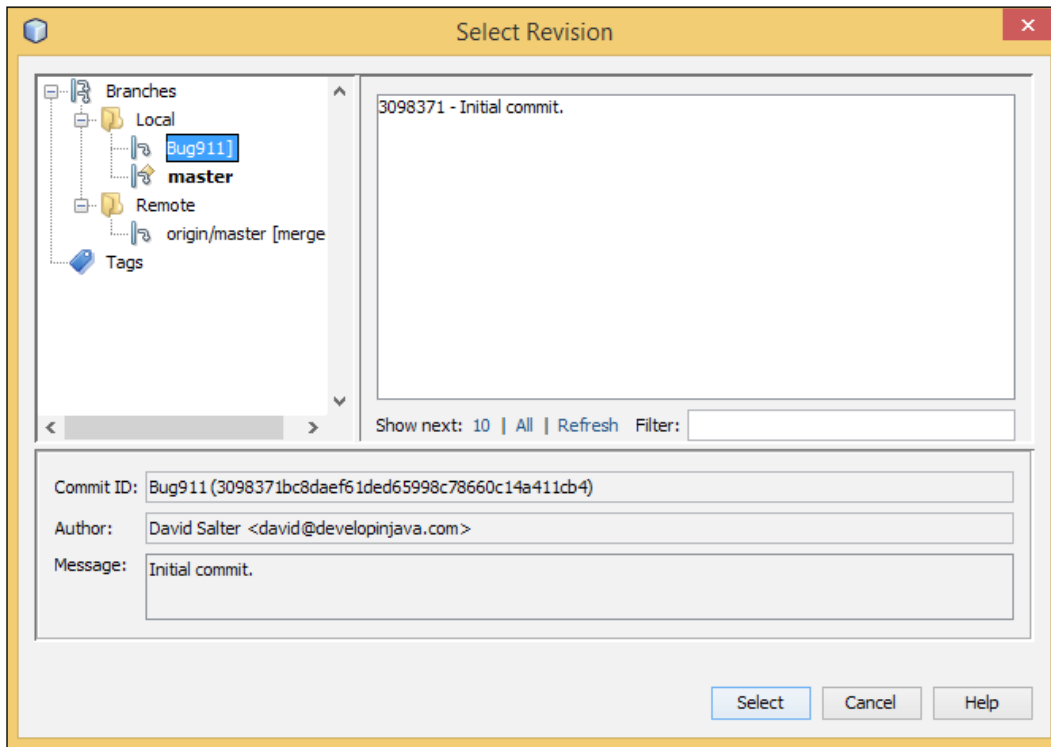 Select Revision
Branches
Local
Bug911]
master
Remote
origin/master [merge
Tags
3098371 - Initial commit.
Show next: 10 | All | Refresh Filter:
Commit ID: Bug911 (3098371bc8daef61ded65998c78660c14a411cb4)
Author: David Salter <david@developinjava.com>
Message: Initial commit.
Select Cancel Help